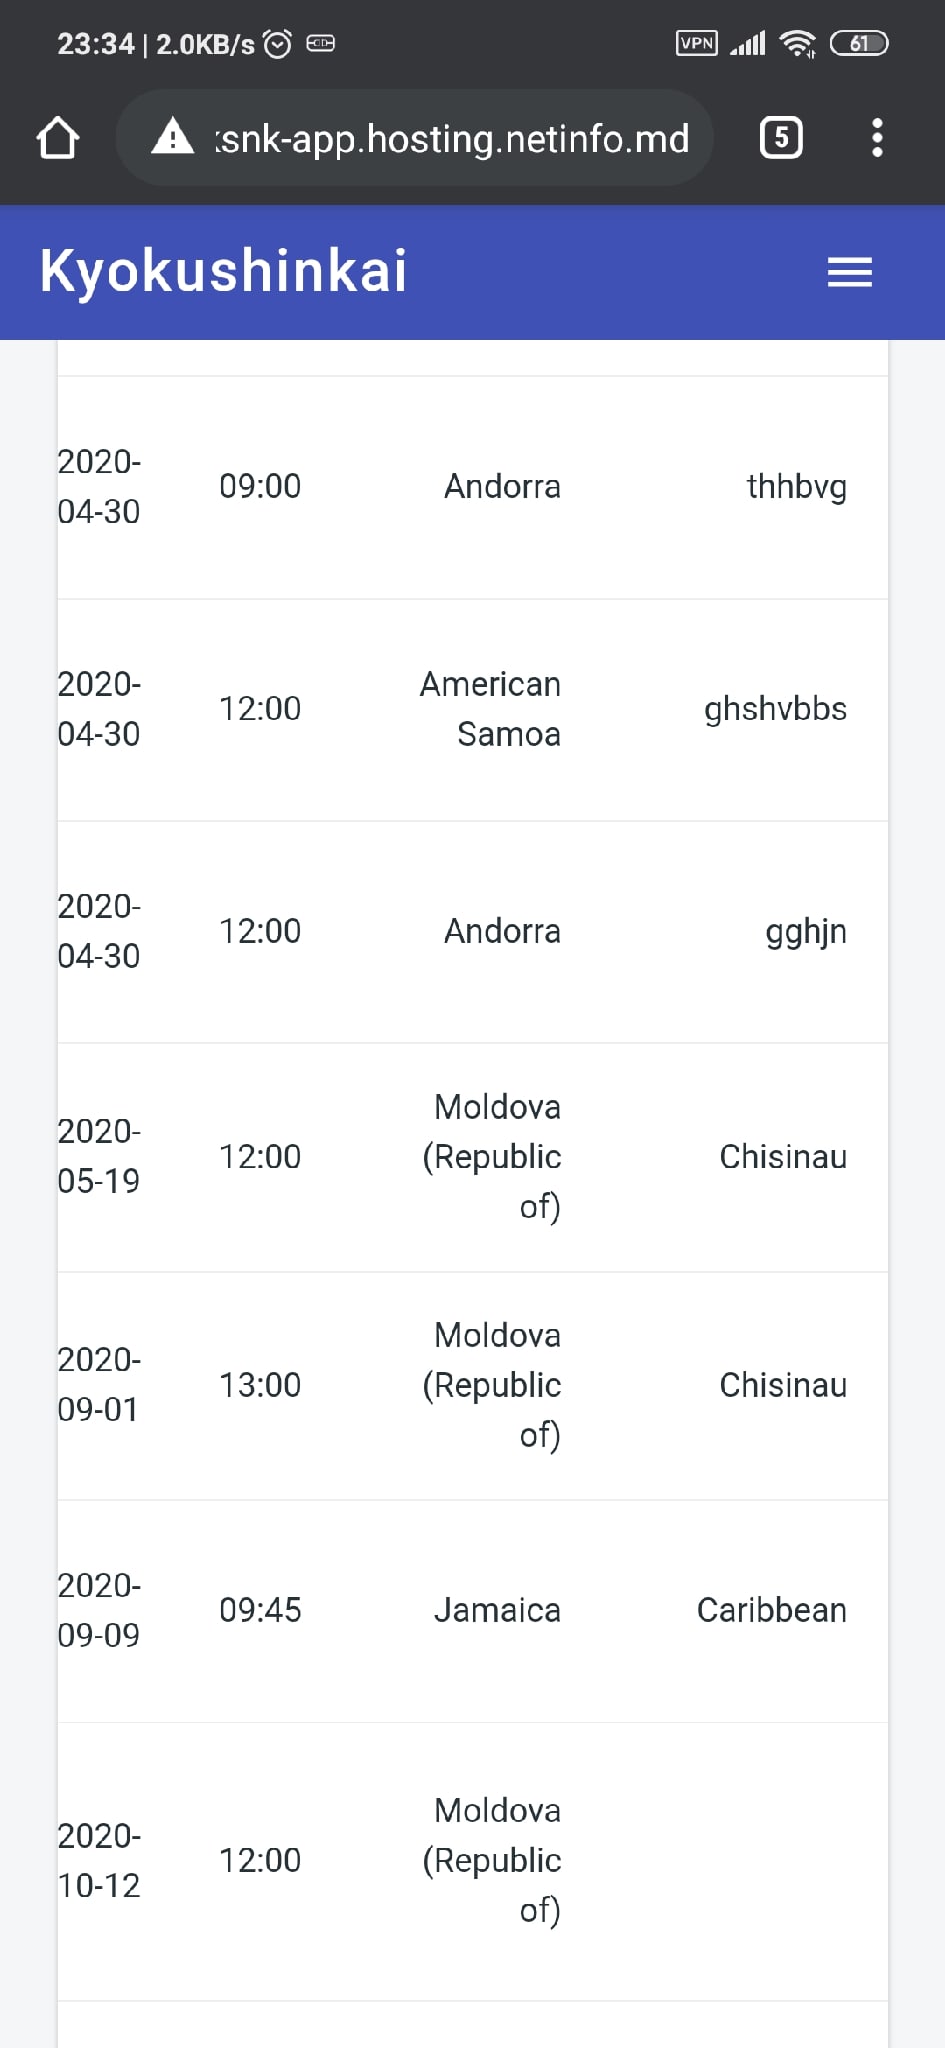 23:34 | 2.0KB/s VPN 61
ksnk-app.hosting.netinfo.md 5
Kyokushinkai
2020-
04-30
09:00
Andorra
thhbvg
2020-
04-30
12:00
American
Samoa
ghshvbbs
2020-
04-30
12:00
Andorra
gghjn
2020-
05-19
12:00
Moldova
(Republic
of)
Chisinau
2020-
09-01
13:00
Moldova
(Republic
of)
Chisinau
2020-
09-09
09:45
Jamaica
Caribbean
2020-
10-12
12:00
Moldova
(Republic
of)